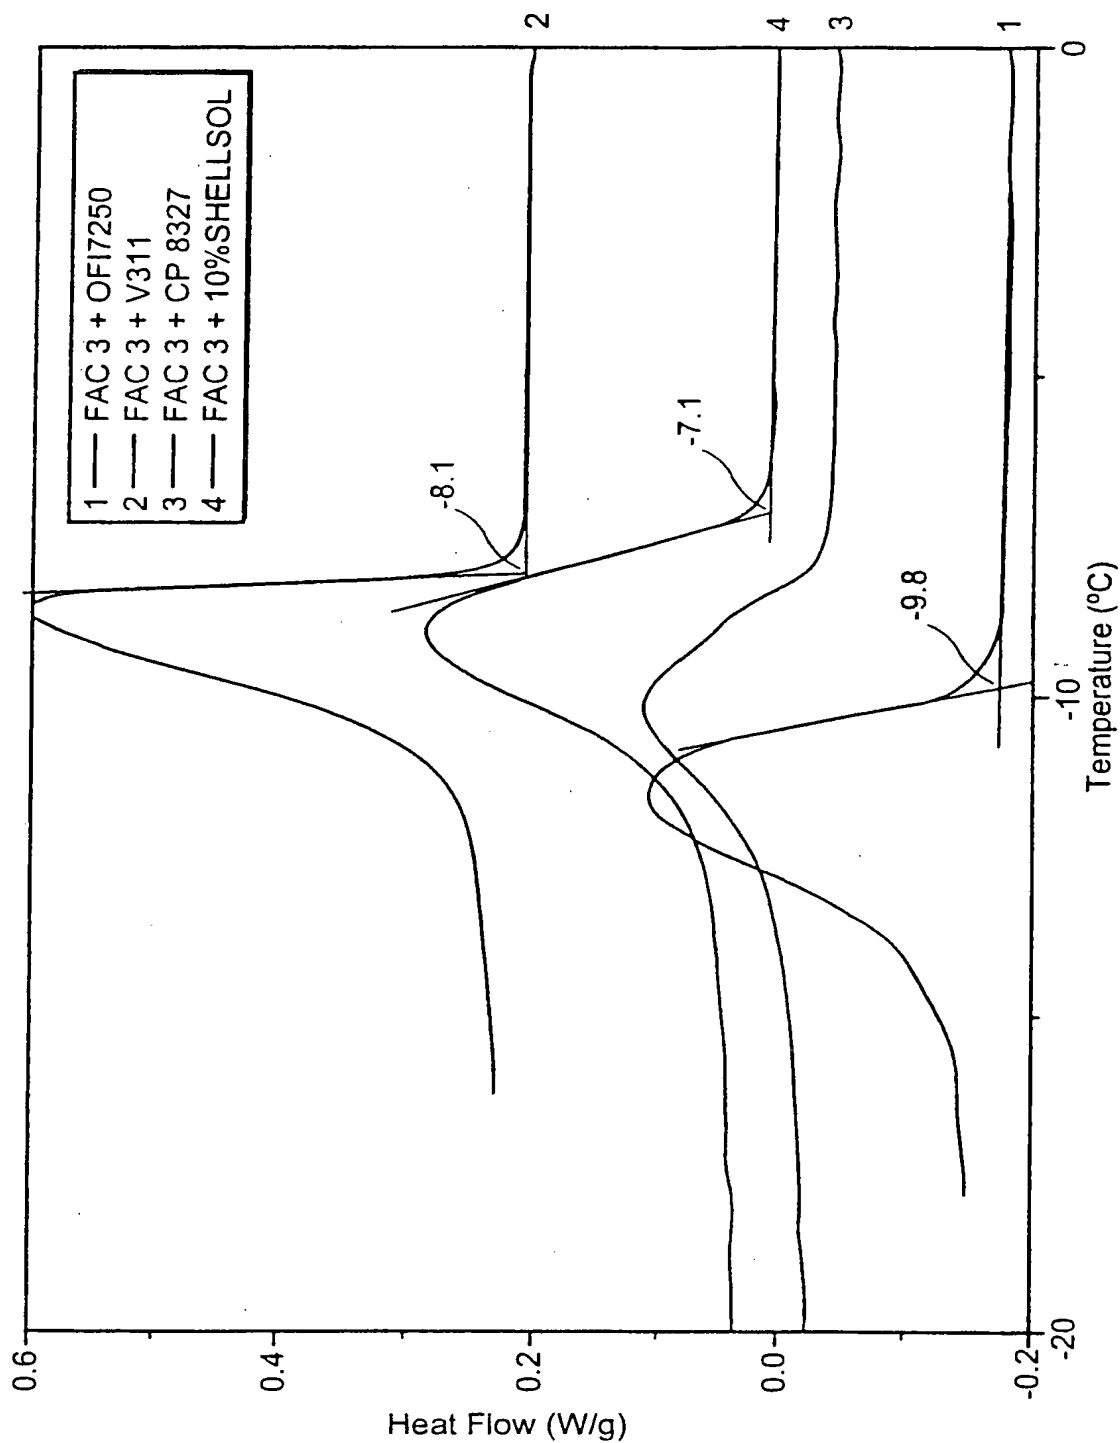 1 — FAC 3 + OFI7250
2 — FAC 3 + V311
3 — FAC 3 + CP 8327
4 — FAC 3 + 10%SHELLSOL
0.6
0.4
0.2
0.0
-0.2
Heat Flow (W/g)
-20
-10
0
Temperature (ºC)
-8.1
-7.1
-9.8
2
4
3
1